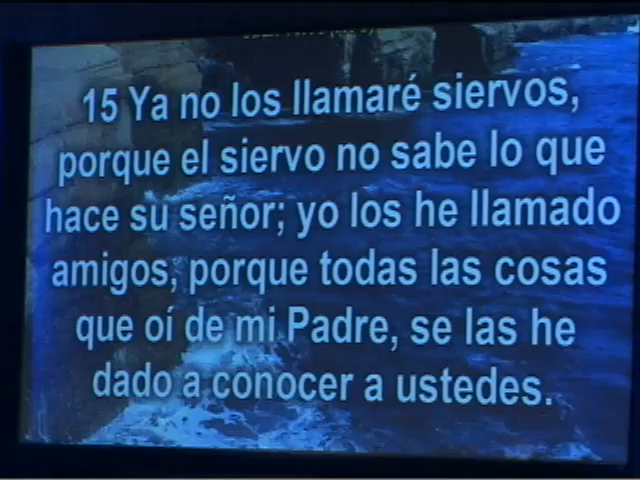 15 Ya no los llamaré siervos,
porque el siervo no sabe lo que
hace su señor; yo los he llamado
amigos, porque todas las cosas
que oí de mi Padre, se las he
dado a conocer a ustedes.